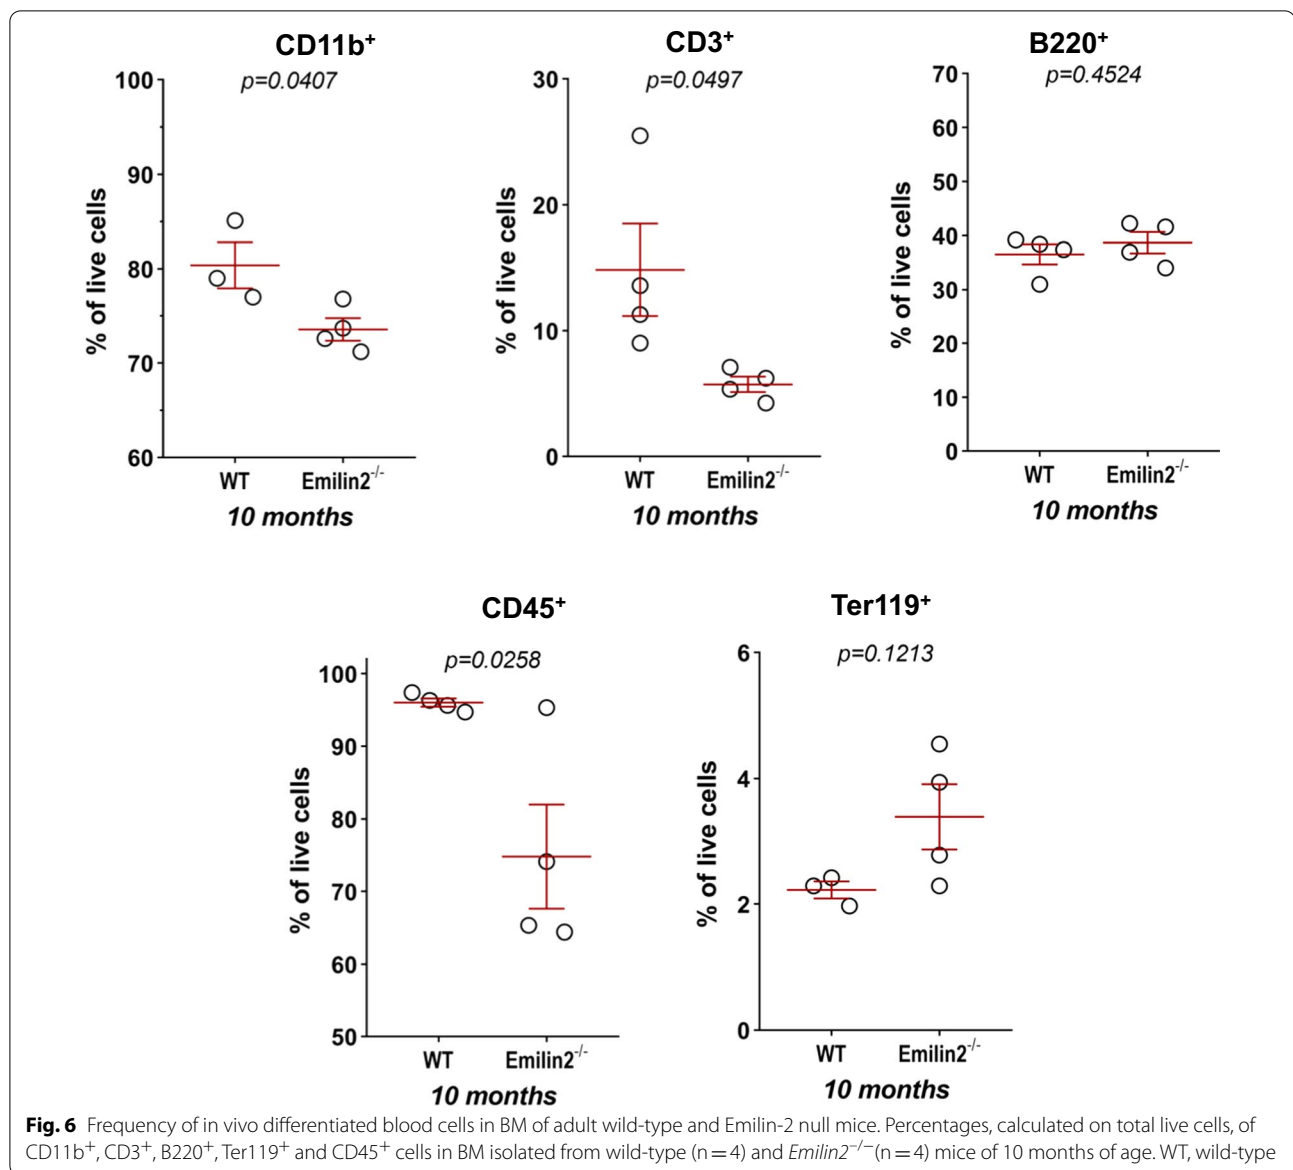 CD11b⁺
p=0.0407
100
90
80
70
60
% of live cells
WT Emilin2⁻/⁻
10 months
CD3⁺
p=0.0497
30
20
10
0
% of live cells
WT Emilin2⁻/⁻
10 months
B220⁺
p=0.4524
70
60
50
40
30
20
10
0
% of live cells
WT Emilin2⁻/⁻
10 months
CD45⁺
p=0.0258
100
90
80
70
60
50
% of live cells
WT Emilin2⁻/⁻
10 months
Ter119⁺
p=0.1213
6
4
2
0
% of live cells
WT Emilin2⁻/⁻
10 months
Fig. 6 Frequency of in vivo differentiated blood cells in BM of adult wild-type and Emilin-2 null mice. Percentages, calculated on total live cells, of
CD11b⁺, CD3⁺, B220⁺, Ter119⁺ and CD45⁺ cells in BM isolated from wild-type (n = 4) and Emilin2⁻/⁻(n = 4) mice of 10 months of age. WT, wild-type